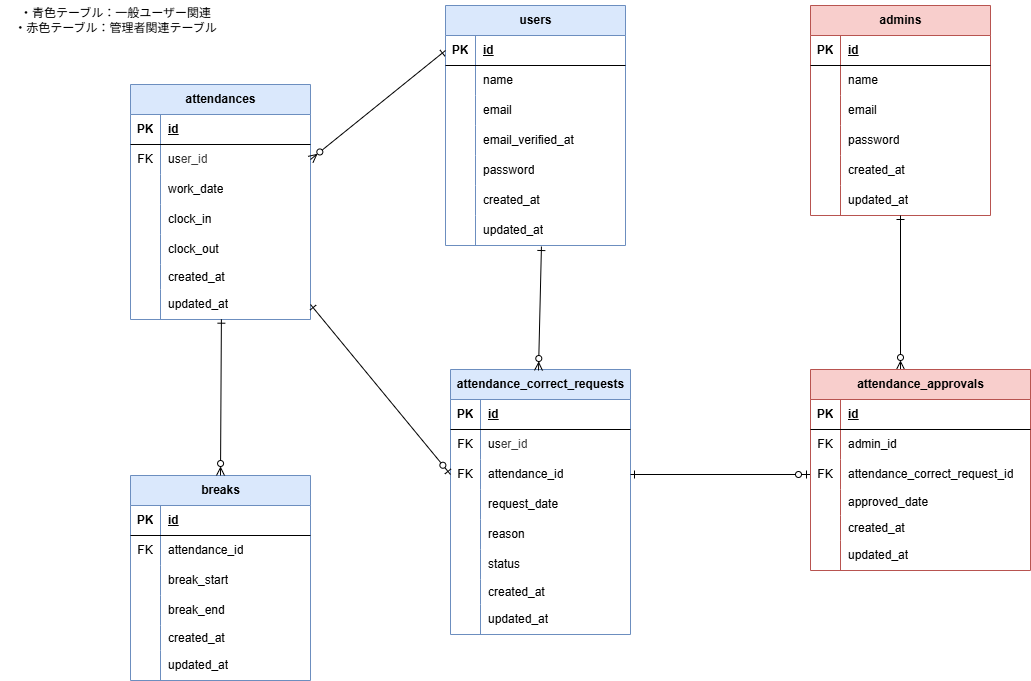 ・青色テーブル：一般ユーザー関連
・赤色テーブル：管理者関連テーブル
users
PK id
name
email
email_verified_at
password
created_at
updated_at
admins
PK id
name
email
password
created_at
updated_at
attendances
PK id
FK user_id
work_date
clock_in
clock_out
created_at
updated_at
attendance_correct_requests
PK id
FK user_id
FK attendance_id
request_date
reason
status
created_at
updated_at
attendance_approvals
PK id
FK admin_id
FK attendance_correct_request_id
approved_date
created_at
updated_at
breaks
PK id
FK attendance_id
break_start
break_end
created_at
updated_at